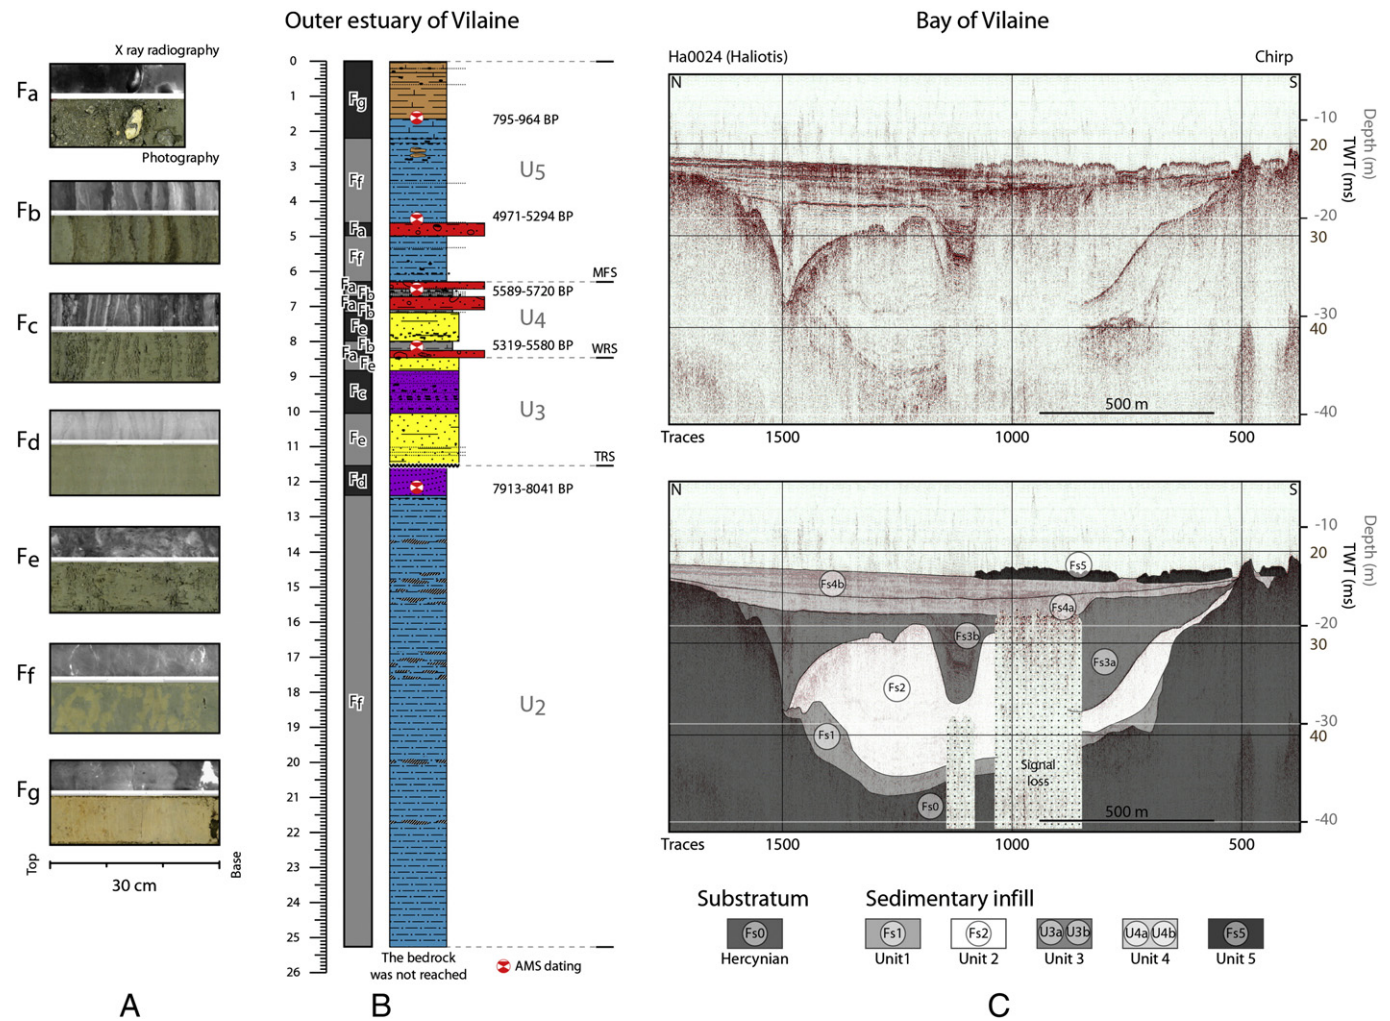 Outer estuary of Vilaine
Bay of Vilaine
X ray radiography
Fa
Photography
Fb
Fc
Fd
Fe
Ff
Fg
Top
Base
30 cm
A
0
1
2
3
4
5
6
7
8
9
10
11
12
13
14
15
16
17
18
19
20
21
22
23
24
25
26
Fg
Ff
Fa
Ff
Fa
Fb
Fa
Fb
Fe
Fb
Fa
Fe
Fc
Fe
Fd
Ff
795-964 BP
U5
4971-5294 BP
MFS
5589-5720 BP
U4
5319-5580 BP
WRS
U3
TRS
7913-8041 BP
U2
The bedrock
was not reached
AMS dating
B
Ha0024 (Haliotis)
Chirp
N
S
-10
20
-20
30
-30
40
-40
Depth (m)
TWT (ms)
500 m
Traces
1500
1000
500
N
S
-10
20
-20
30
-30
40
-40
Depth (m)
TWT (ms)
Fs5
Fs4b
Fs4a
Fs3b
Fs3a
Fs2
Fs1
Fs0
Signal
loss
500 m
Traces
1500
1000
500
Substratum
Sedimentary infill
Fs0
Fs1
Fs2
U3a U3b
U4a U4b
Fs5
Hercynian
Unit1
Unit 2
Unit 3
Unit 4
Unit 5
C